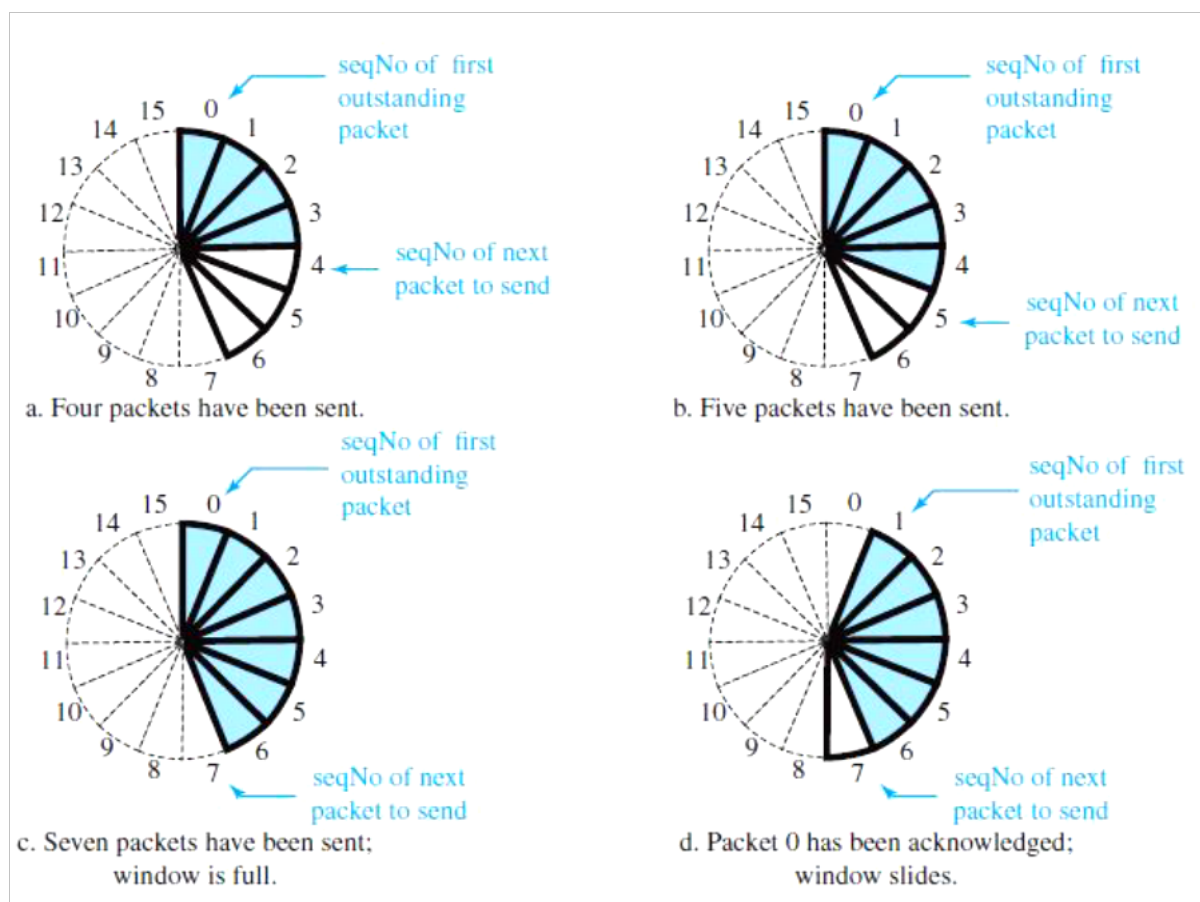 seqNo of first
outstanding
packet
15 0 1 2 3 4 5 6 7 8 9 10 11 12 13 14
seqNo of next
packet to send
a. Four packets have been sent.
seqNo of first
outstanding
packet
15 0 1 2 3 4 5 6 7 8 9 10 11 12 13 14
seqNo of next
packet to send
b. Five packets have been sent.
seqNo of first
outstanding
packet
15 0 1 2 3 4 5 6 7 8 9 10 11 12 13 14
seqNo of next
packet to send
c. Seven packets have been sent;
window is full.
seqNo of first
outstanding
packet
15 0 1 2 3 4 5 6 7 8 9 10 11 12 13 14
seqNo of next
packet to send
d. Packet 0 has been acknowledged;
window slides.